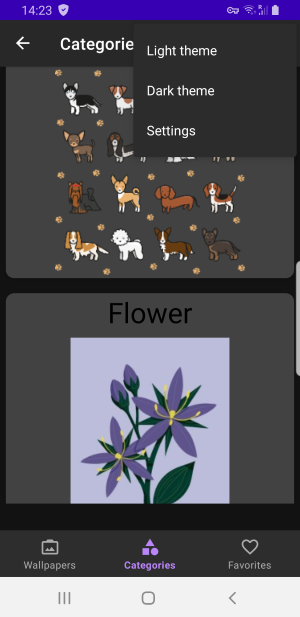 14:23
Categorie
Light theme
Dark theme
Settings
Flower
Wallpapers
Categories
Favorites